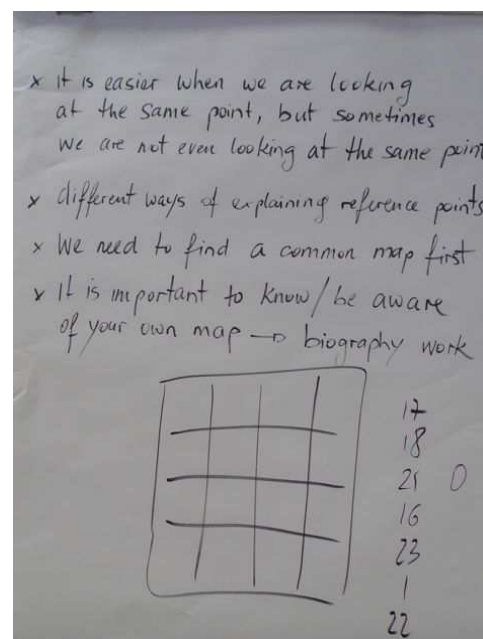 x It is easier when we are looking
at the same point, but sometimes
we are not even looking at the same point
x different ways of explaining reference points
x We need to find a common map first
x It is important to know/be aware
of your own map → biography work
17
18
21 0
16
23
1
22